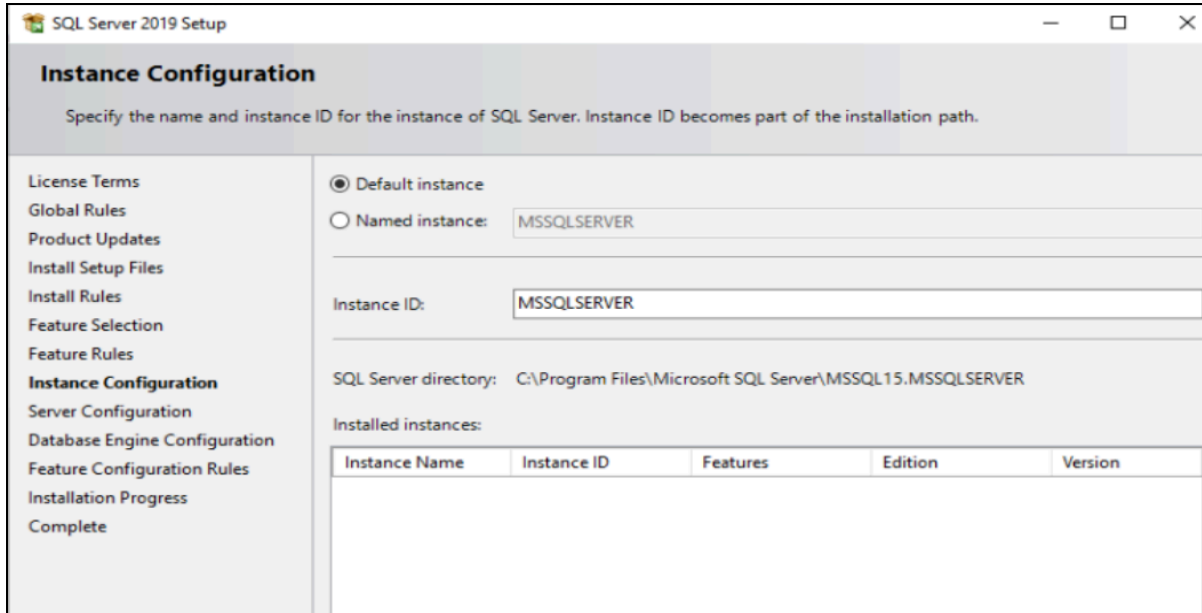 SQL Server 2019 Setup
Instance Configuration
Specify the name and instance ID for the instance of SQL Server. Instance ID becomes part of the installation path.
License Terms
Global Rules
Product Updates
Install Setup Files
Install Rules
Feature Selection
Feature Rules
Instance Configuration
Server Configuration
Database Engine Configuration
Feature Configuration Rules
Installation Progress
Complete
Default instance
Named instance: MSSQLSERVER
Instance ID: MSSQLSERVER
SQL Server directory: C:\Program Files\Microsoft SQL Server\MSSQL15.MSSQLSERVER
Installed instances:
Instance Name Instance ID Features Edition Version